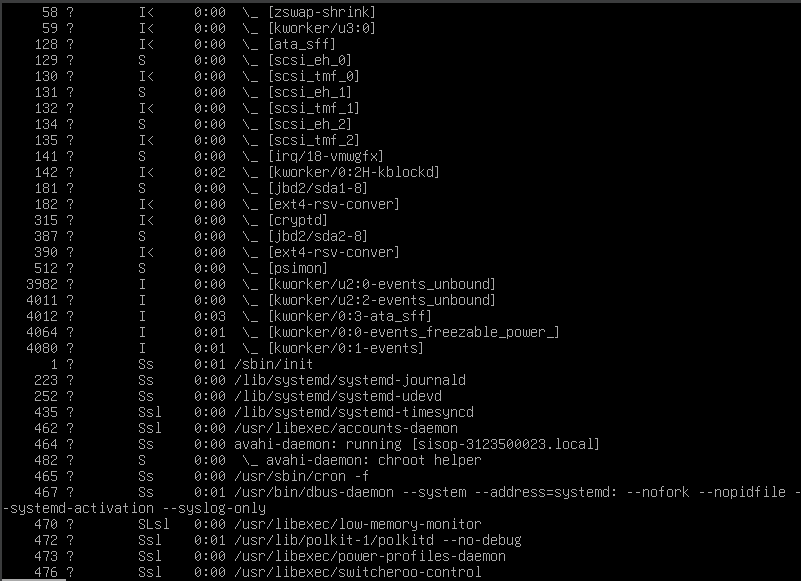 58 ?        I<     0:00  \_ [zswap-shrink]
59 ?        I<     0:00  \_ [kworker/u3:0]
128 ?        I<     0:00  \_ [ata_sff]
129 ?        S      0:00  \_ [scsi_eh_0]
130 ?        I<     0:00  \_ [scsi_tmf_0]
131 ?        S      0:00  \_ [scsi_eh_1]
132 ?        I<     0:00  \_ [scsi_tmf_1]
134 ?        S      0:00  \_ [scsi_eh_2]
135 ?        I<     0:00  \_ [scsi_tmf_2]
141 ?        S      0:00  \_ [irq/18-vmwgfx]
142 ?        I<     0:02  \_ [kworker/0:2H-kblockd]
181 ?        S      0:00  \_ [jbd2/sda1-8]
182 ?        I<     0:00  \_ [ext4-rsv-conver]
315 ?        I<     0:00  \_ [cryptd]
387 ?        S      0:00  \_ [jbd2/sda2-8]
390 ?        I<     0:00  \_ [ext4-rsv-conver]
512 ?        S      0:00  \_ [psimon]
3982 ?        I      0:00  \_ [kworker/u2:0-events_unbound]
4011 ?        I      0:00  \_ [kworker/u2:2-events_unbound]
4012 ?        I      0:03  \_ [kworker/0:3-ata_sff]
4064 ?        I      0:01  \_ [kworker/0:0-events_freezable_power_]
4080 ?        I      0:01  \_ [kworker/0:1-events]
1 ?        Ss     0:01 /sbin/init
223 ?        Ss     0:00 /lib/systemd/systemd-journald
252 ?        Ss     0:00 /lib/systemd/systemd-udevd
435 ?        Ssl    0:00 /lib/systemd/systemd-timesyncd
462 ?        Ssl    0:00 /usr/libexec/accounts-daemon
464 ?        Ss     0:00 avahi-daemon: running [sisop-3123500023.local]
482 ?        S      0:00  \_ avahi-daemon: chroot helper
465 ?        Ss     0:00 /usr/sbin/cron -f
467 ?        Ss     0:01 /usr/bin/dbus-daemon --system --address=systemd: --nofork --nopidfile -
-systemd-activation --syslog-only
470 ?        SLsl   0:00 /usr/libexec/low-memory-monitor
472 ?        Ssl    0:01 /usr/lib/polkit-1/polkitd --no-debug
473 ?        Ssl    0:00 /usr/libexec/power-profiles-daemon
476 ?        Ssl    0:00 /usr/libexec/switcheroo-control